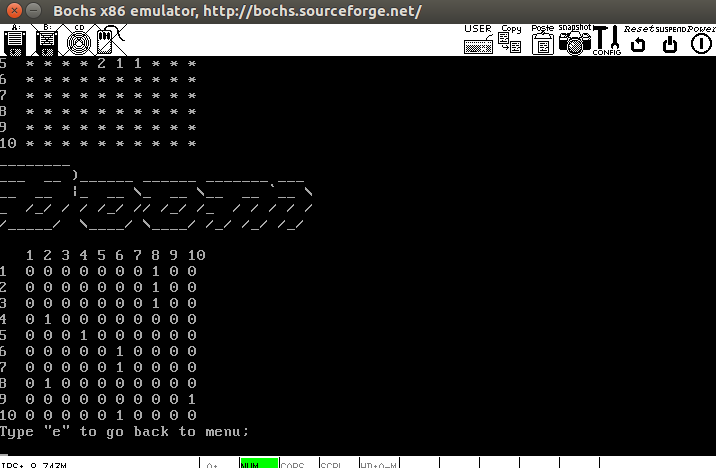 Bochs x86 emulator, http://bochs.sourceforge.net/
A: B: CD USER Copy Paste snapshot CONFIG Reset SUSPEND Power
5 * * * * 2 1 1 * * *
6 * * * * * * * * * *
7 * * * * * * * * * *
8 * * * * * * * * * *
9 * * * * * * * * * *
10 * * * * * * * * * *
Boom
1 2 3 4 5 6 7 8 9 10
1 0 0 0 0 0 0 0 1 0 0
2 0 0 0 0 0 0 0 1 0 0
3 0 0 0 0 0 0 0 1 0 0
4 0 1 0 0 0 0 0 0 0 0
5 0 0 0 1 0 0 0 0 0 0
6 0 0 0 0 0 1 0 0 0 0
7 0 0 0 0 0 1 0 0 0 0
8 0 1 0 0 0 0 0 0 0 0
9 0 0 0 0 0 0 0 0 0 1
10 0 0 0 0 0 1 0 0 0 0
Type "e" to go back to menu;
NUM CAPS SCRL